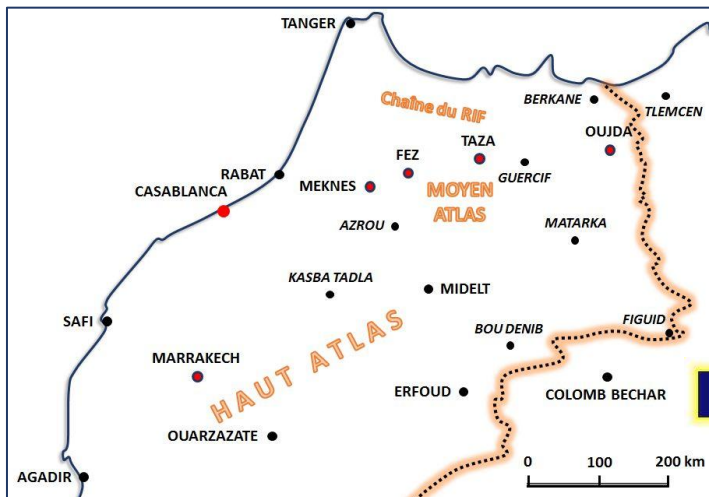 TANGER
Chaîne du RIF
BERKANE
TLEMCEN
OUJDA
TAZA
FEZ
GUERCIF
RABAT
MEKNES
MOYEN
ATLAS
CASABLANCA
AZROU
MATARKA
KASBA TADLA
MIDELT
SAFI
FIGUID
BOU DENIB
HAUT ATLAS
MARRAKECH
ERFOUD
COLOMB BECHAR
OUARZAZATE
AGADIR
0 100 200 km